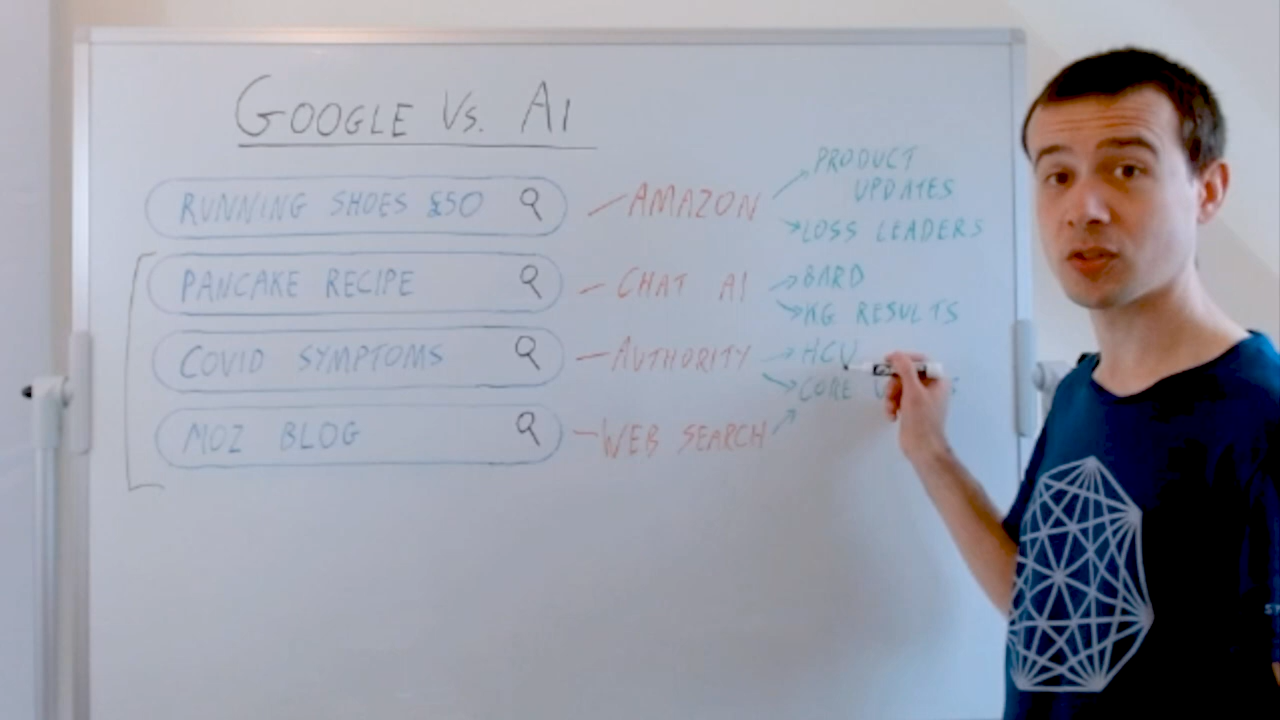 GOOGLE VS. AI
RUNNING SHOES £50
AMAZON
PRODUCT
UPDATES
LOSS LEADERS
PANCAKE RECIPE
CHAT AI
BARD
KG RESULTS
COVID SYMPTOMS
AUTHORITY
HCU
CORE
MOZ BLOG
WEB SEARCH